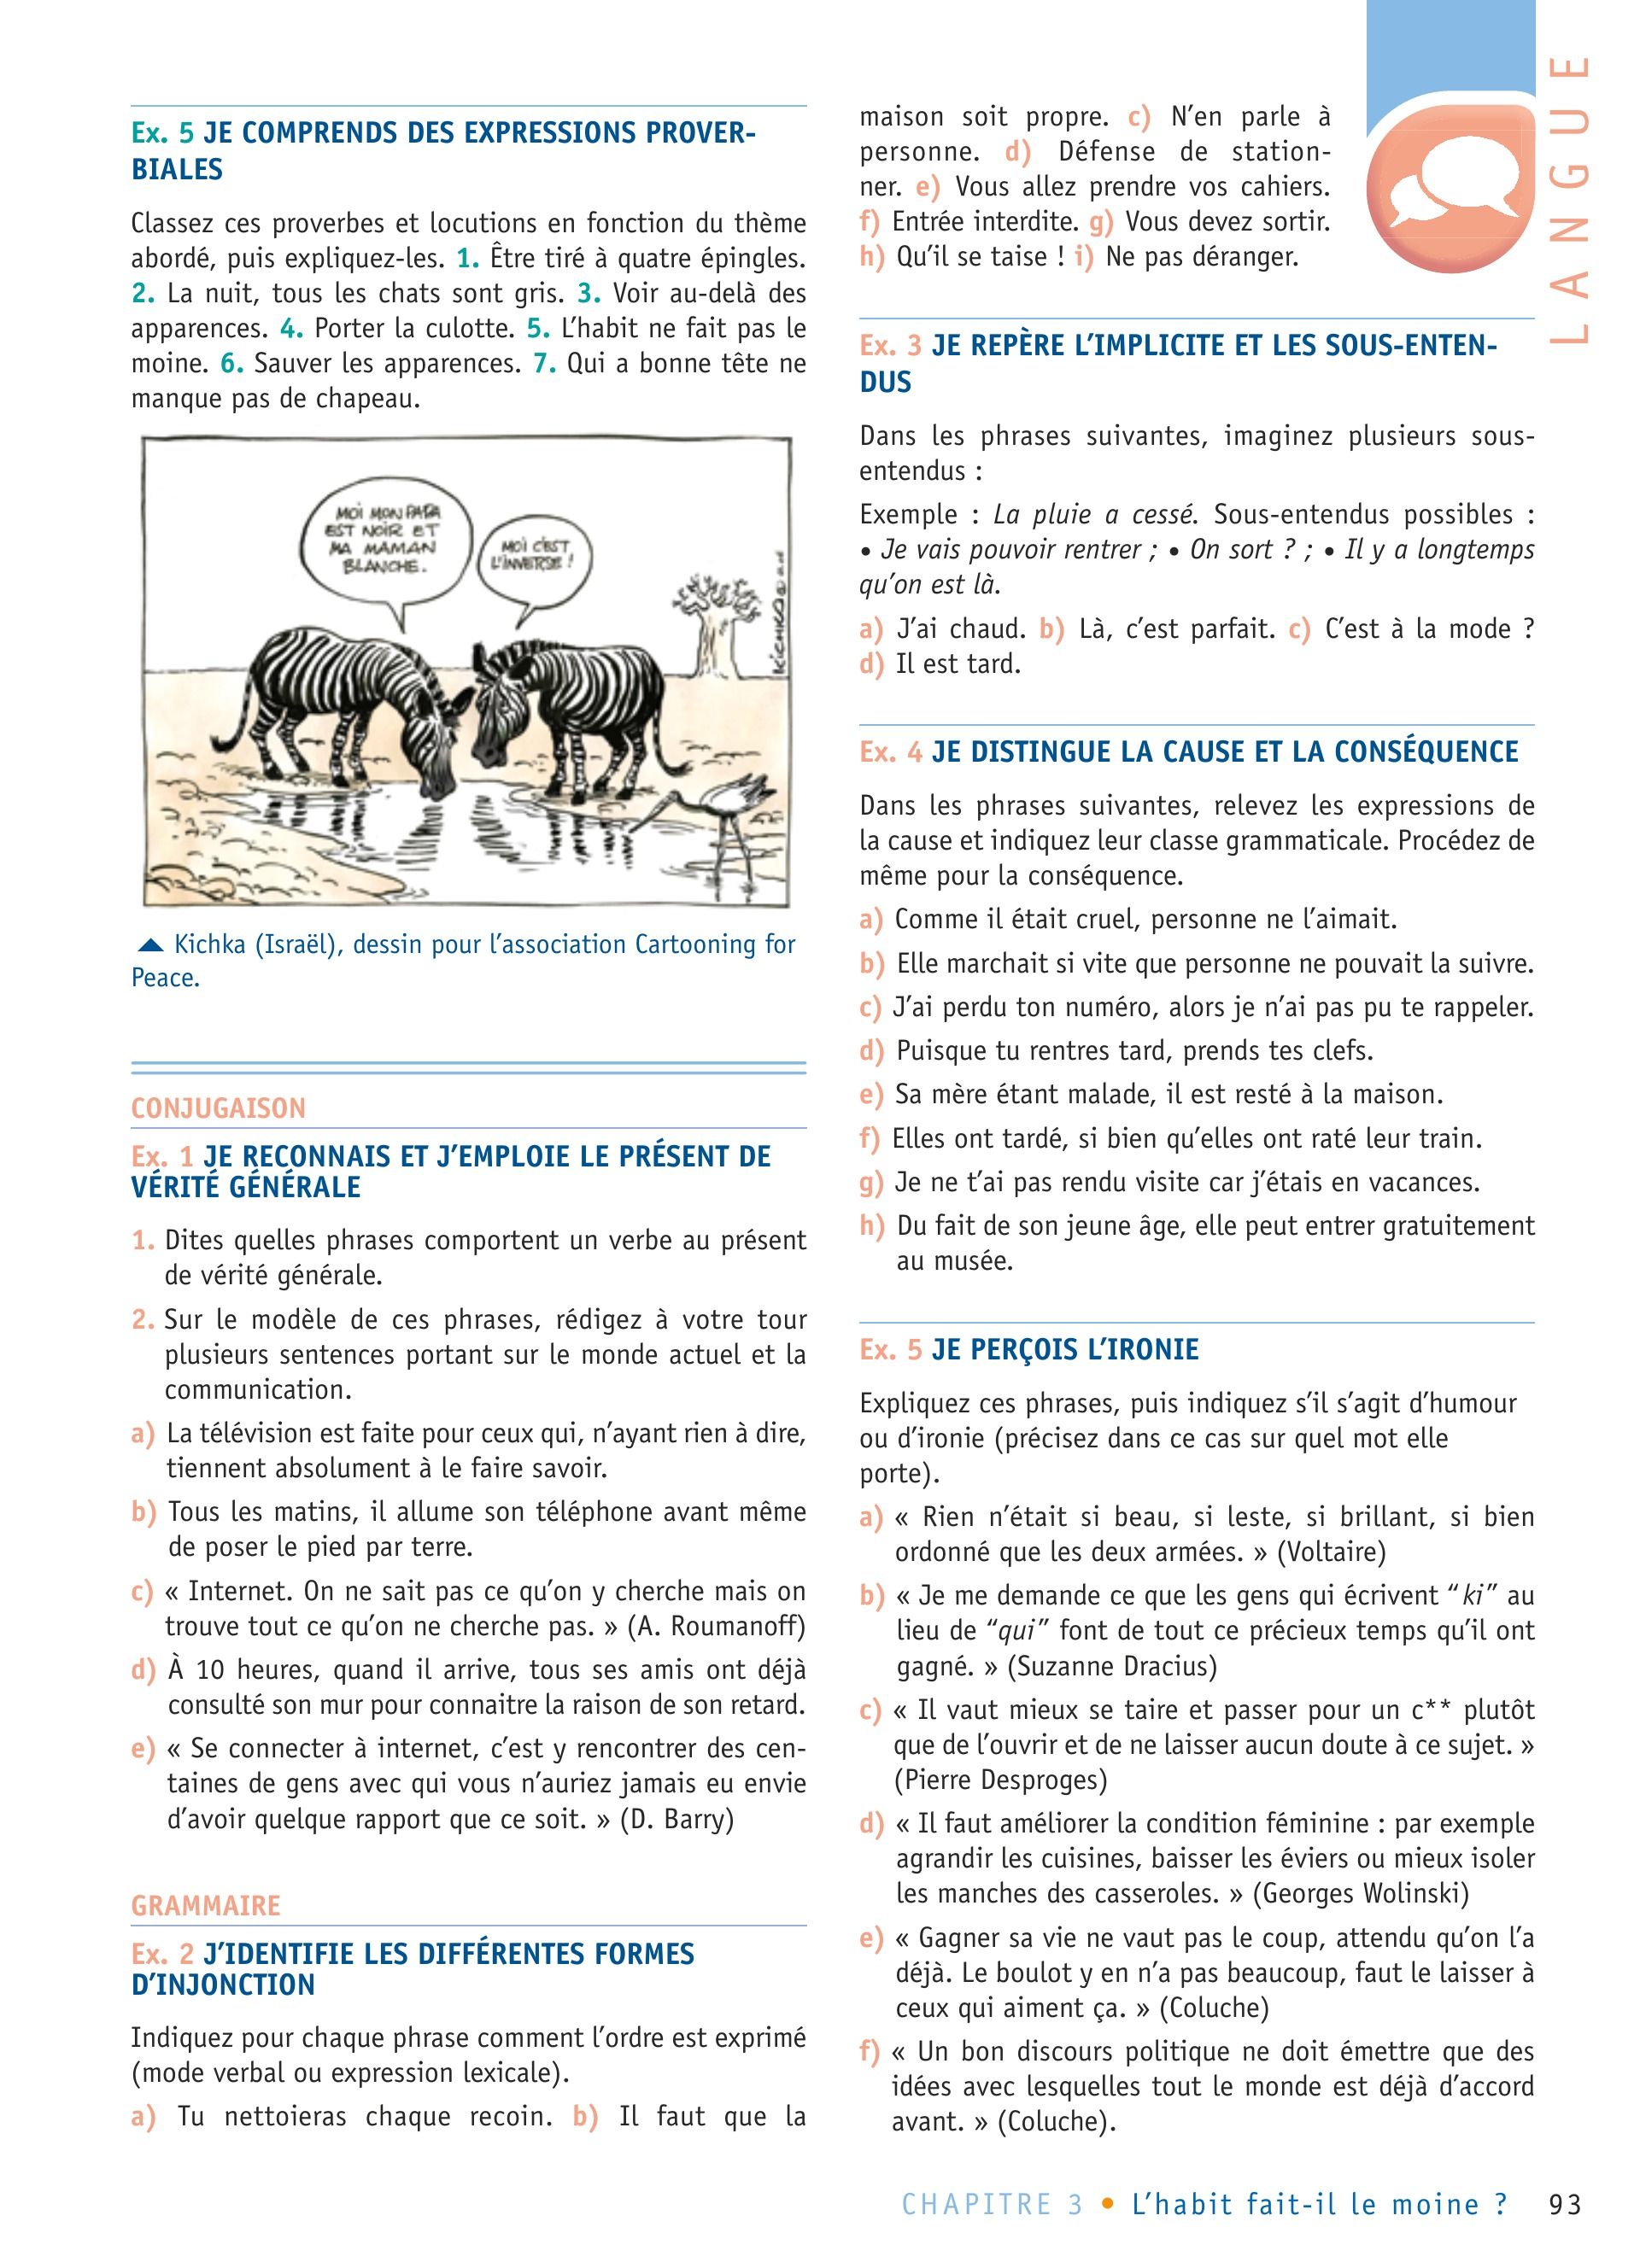 Ex. 5 JE COMPRENDS DES EXPRESSIONS PROVER-
BIALES
Classez ces proverbes et locutions en fonction du thème
abordé, puis expliquez-les. 1. Être tiré à quatre épingles.
2. La nuit, tous les chats sont gris. 3. Voir au-delà des
apparences. 4. Porter la culotte. 5. L’habit ne fait pas le
moine. 6. Sauver les apparences. 7. Qui a bonne tête ne
manque pas de chapeau.
MOI MON PAPA
EST NOIR ET
MA MAMAN
BLANCHE.
MOI C'EST
L'INVERSE !
KICHKA
▲ Kichka (Israël), dessin pour l’association Cartooning for
Peace.
CONJUGAISON
Ex. 1 JE RECONNAIS ET J’EMPLOIE LE PRÉSENT DE
VÉRITÉ GÉNÉRALE
1. Dites quelles phrases comportent un verbe au présent
de vérité générale.
2. Sur le modèle de ces phrases, rédigez à votre tour
plusieurs sentences portant sur le monde actuel et la
communication.
a) La télévision est faite pour ceux qui, n’ayant rien à dire,
tiennent absolument à le faire savoir.
b) Tous les matins, il allume son téléphone avant même
de poser le pied par terre.
c) « Internet. On ne sait pas ce qu’on y cherche mais on
trouve tout ce qu’on ne cherche pas. » (A. Roumanoff)
d) À 10 heures, quand il arrive, tous ses amis ont déjà
consulté son mur pour connaitre la raison de son retard.
e) « Se connecter à internet, c’est y rencontrer des cen-
taines de gens avec qui vous n’auriez jamais eu envie
d’avoir quelque rapport que ce soit. » (D. Barry)
GRAMMAIRE
Ex. 2 J’IDENTIFIE LES DIFFÉRENTES FORMES
D’INJONCTION
Indiquez pour chaque phrase comment l’ordre est exprimé
(mode verbal ou expression lexicale).
a) Tu nettoieras chaque recoin. b) Il faut que la
maison soit propre. c) N’en parle à
personne. d) Défense de station-
ner. e) Vous allez prendre vos cahiers.
f) Entrée interdite. g) Vous devez sortir.
h) Qu’il se taise ! i) Ne pas déranger.
LANGUE
Ex. 3 JE REPÈRE L’IMPLICITE ET LES SOUS-ENTEN-
DUS
Dans les phrases suivantes, imaginez plusieurs sous-
entendus :
Exemple : La pluie a cessé. Sous-entendus possibles :
• Je vais pouvoir rentrer ; • On sort ? ; • Il y a longtemps
qu’on est là.
a) J’ai chaud. b) Là, c’est parfait. c) C’est à la mode ?
d) Il est tard.
Ex. 4 JE DISTINGUE LA CAUSE ET LA CONSÉQUENCE
Dans les phrases suivantes, relevez les expressions de
la cause et indiquez leur classe grammaticale. Procédez de
même pour la conséquence.
a) Comme il était cruel, personne ne l’aimait.
b) Elle marchait si vite que personne ne pouvait la suivre.
c) J’ai perdu ton numéro, alors je n’ai pas pu te rappeler.
d) Puisque tu rentres tard, prends tes clefs.
e) Sa mère étant malade, il est resté à la maison.
f) Elles ont tardé, si bien qu’elles ont raté leur train.
g) Je ne t’ai pas rendu visite car j’étais en vacances.
h) Du fait de son jeune âge, elle peut entrer gratuitement
au musée.
Ex. 5 JE PERÇOIS L’IRONIE
Expliquez ces phrases, puis indiquez s’il s’agit d’humour
ou d’ironie (précisez dans ce cas sur quel mot elle
porte).
a) « Rien n’était si beau, si leste, si brillant, si bien
ordonné que les deux armées. » (Voltaire)
b) « Je me demande ce que les gens qui écrivent “ki” au
lieu de “qui” font de tout ce précieux temps qu’il ont
gagné. » (Suzanne Dracius)
c) « Il vaut mieux se taire et passer pour un c** plutôt
que de l’ouvrir et de ne laisser aucun doute à ce sujet. »
(Pierre Desproges)
d) « Il faut améliorer la condition féminine : par exemple
agrandir les cuisines, baisser les éviers ou mieux isoler
les manches des casseroles. » (Georges Wolinski)
e) « Gagner sa vie ne vaut pas le coup, attendu qu’on l’a
déjà. Le boulot y en n’a pas beaucoup, faut le laisser à
ceux qui aiment ça. » (Coluche)
f) « Un bon discours politique ne doit émettre que des
idées avec lesquelles tout le monde est déjà d’accord
avant. » (Coluche).
CHAPITRE 3 • L’habit fait-il le moine ? 93